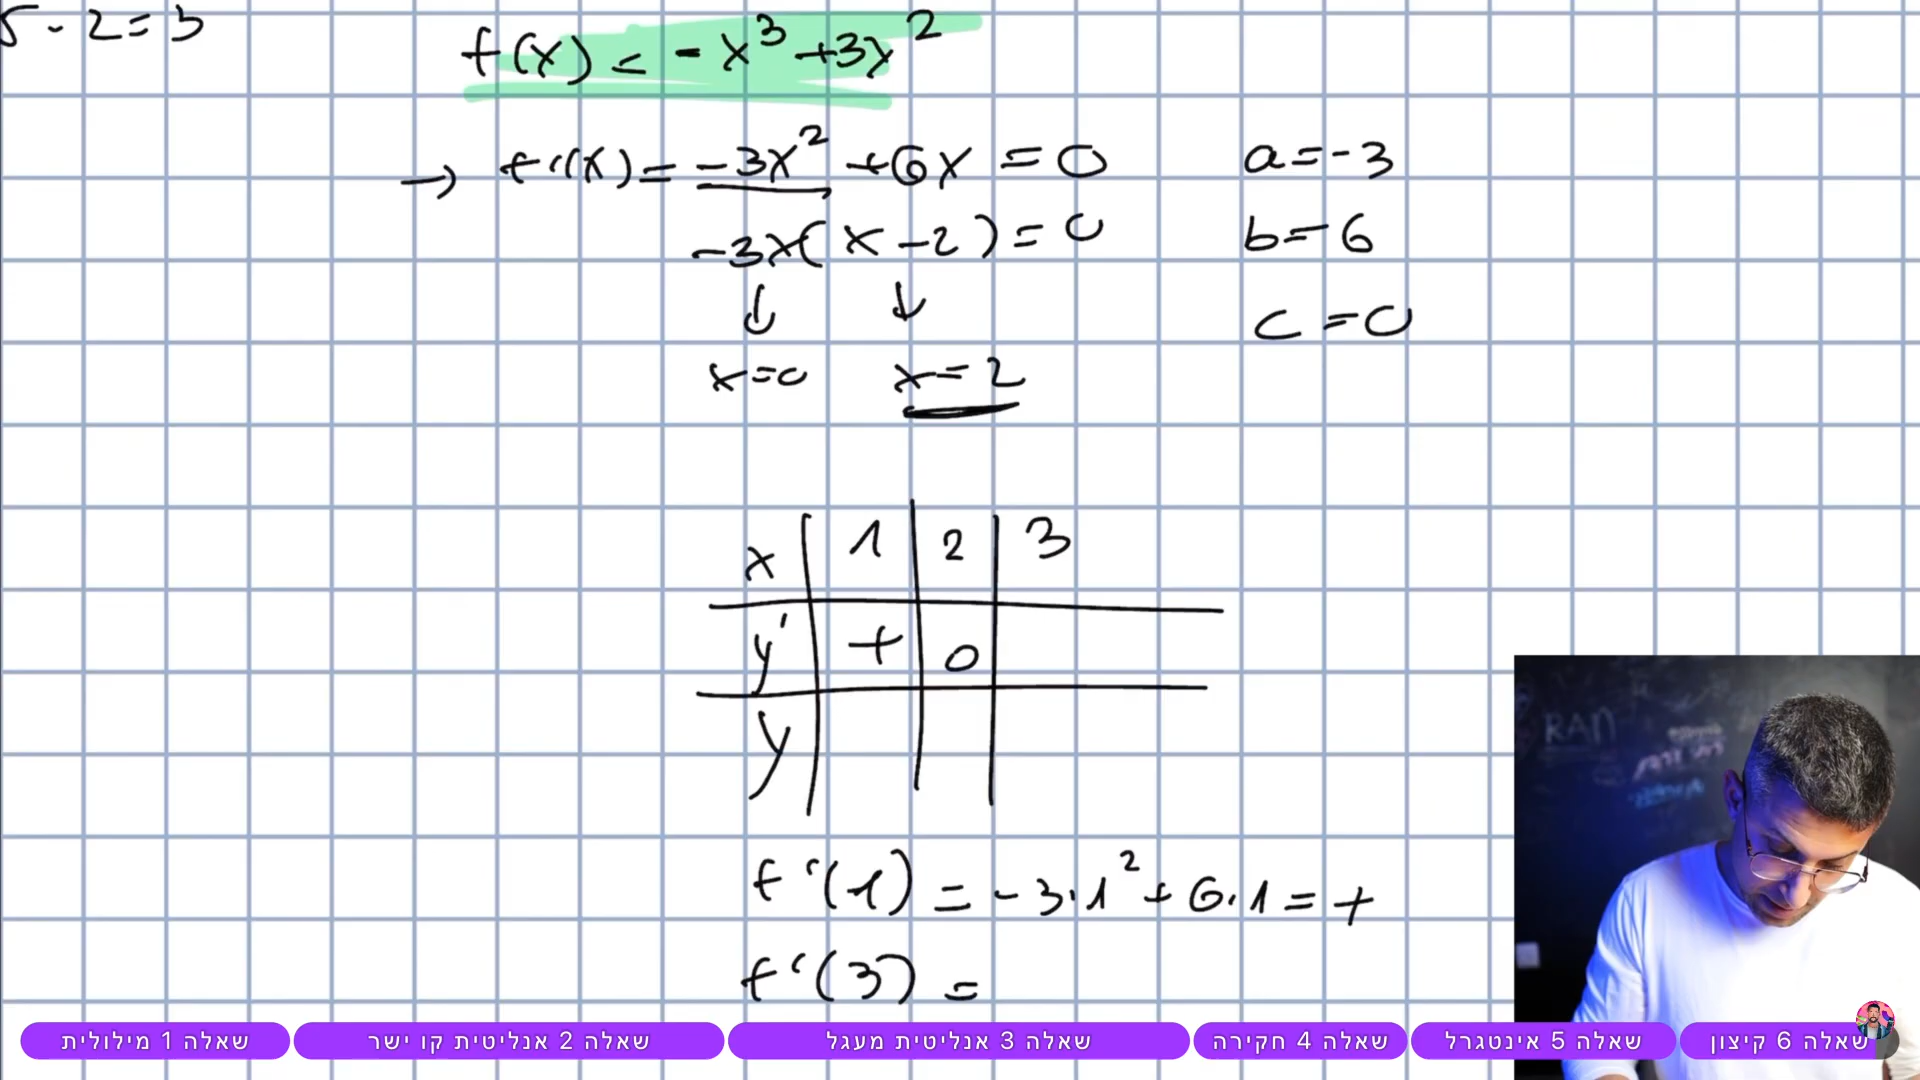 5 - 2 = 3
f(x) = -x³ + 3x²
→ f'(x) = -3x² + 6x = 0
a = -3
-3x(x - 2) = 0
b = 6
↓ ↓
c = 0
x = 0 x = 2
x | 1 | 2 | 3
y' | + | 0 |
y
f'(1) = -3·1² + 6·1 = +
f'(3) =
RAN
שאלה 1 מילולית
שאלה 2 אנליטית קו ישר
שאלה 3 אנליטית מעגל
שאלה 4 חקירה
שאלה 5 אינטגרל
שאלה 6 קיצון